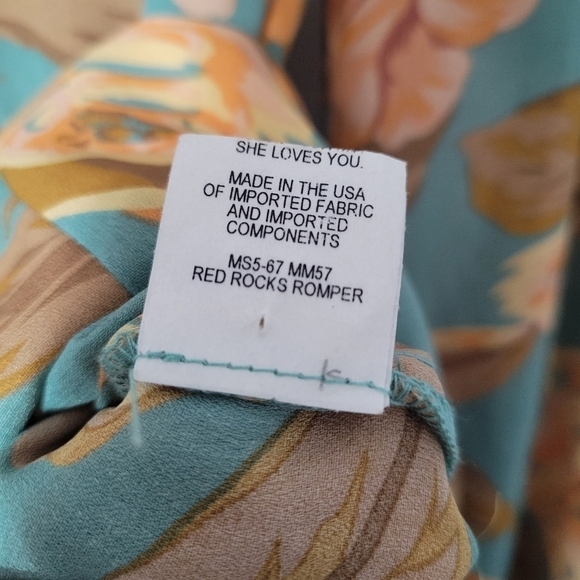 SHE LOVES YOU.
MADE IN THE USA
OF IMPORTED FABRIC
AND IMPORTED
COMPONENTS
MS5-67 MM57
RED ROCKS ROMPER